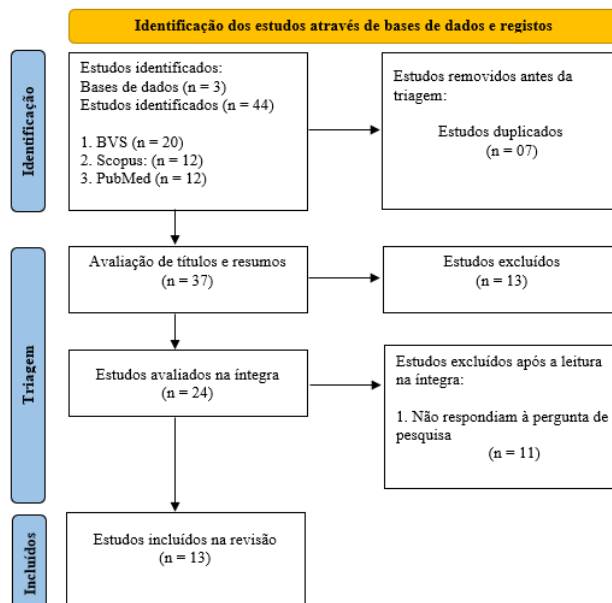 Identificação dos estudos através de bases de dados e registos
Identificação
Estudos identificados:
Bases de dados (n = 3)
Estudos identificados (n = 44)
1. BVS (n = 20)
2. Scopus: (n = 12)
3. PubMed (n = 12)
Estudos removidos antes da
triagem:
Estudos duplicados
(n = 07)
Triagem
Avaliação de títulos e resumos
(n = 37)
Estudos excluídos
(n = 13)
Estudos avaliados na íntegra
(n = 24)
Estudos excluídos após a leitura
na íntegra:
1. Não respondiam à pergunta de
pesquisa
(n = 11)
Incluídos
Estudos incluídos na revisão
(n = 13)